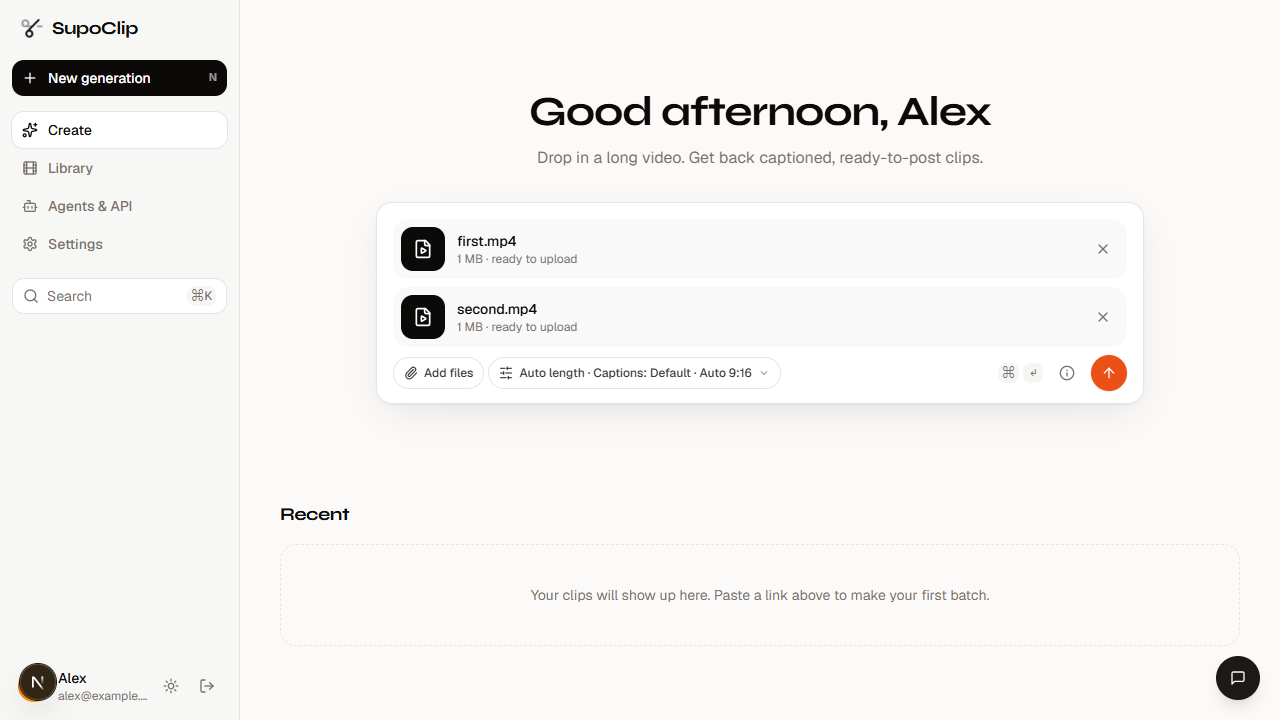 SupoClip
New generation N
Create
Library
Agents & API
Settings
Search ⌘K
Good afternoon, Alex
Drop in a long video. Get back captioned, ready-to-post clips.
first.mp4
1 MB · ready to upload
second.mp4
1 MB · ready to upload
Add files
Auto length · Captions: Default · Auto 9:16
⌘ ↵
Recent
Your clips will show up here. Paste a link above to make your first batch.
N
Alex
alex@example....